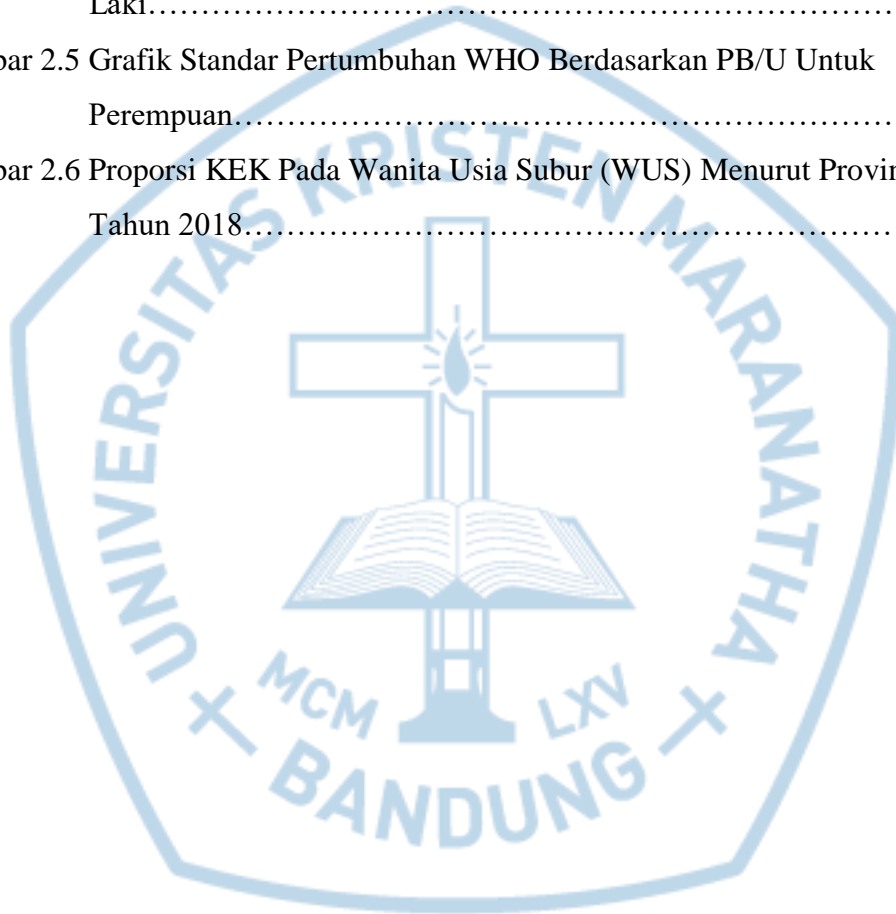 Laki……………………………………………………………
bar 2.5 Grafik Standar Pertumbuhan WHO Berdasarkan PB/U Untuk
Perempuan……………………………………………………
bar 2.6 Proporsi KEK Pada Wanita Usia Subur (WUS) Menurut Provin
Tahun 2018……………………………………………………
UNIVERSITAS KRISTEN MARANATHA
MCM LXV
+ BANDUNG +